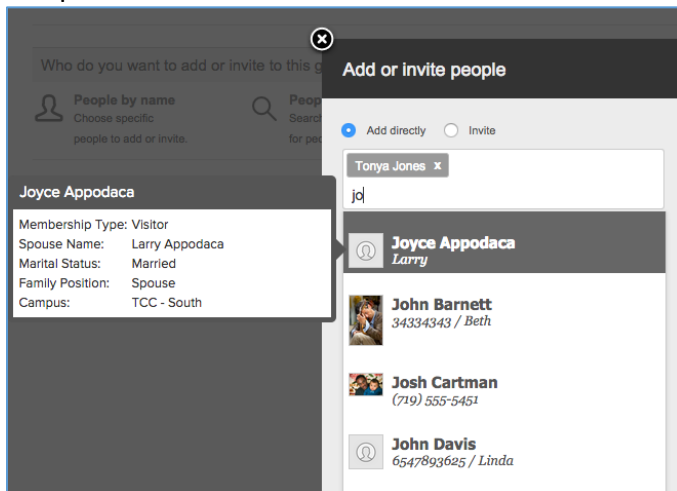 Who do you want to add or invite to this g
People by name
Choose specific
people to add or invite.
Peop
Search
for peo
Add or invite people
Add directly
Invite
Tonya Jones x
jo
Joyce Appodaca
Membership Type: Visitor
Spouse Name: Larry Appodaca
Marital Status: Married
Family Position: Spouse
Campus: TCC - South
Joyce Appodaca
Larry
John Barnett
34334343 / Beth
Josh Cartman
(719) 555-5451
John Davis
6547893625 / Linda